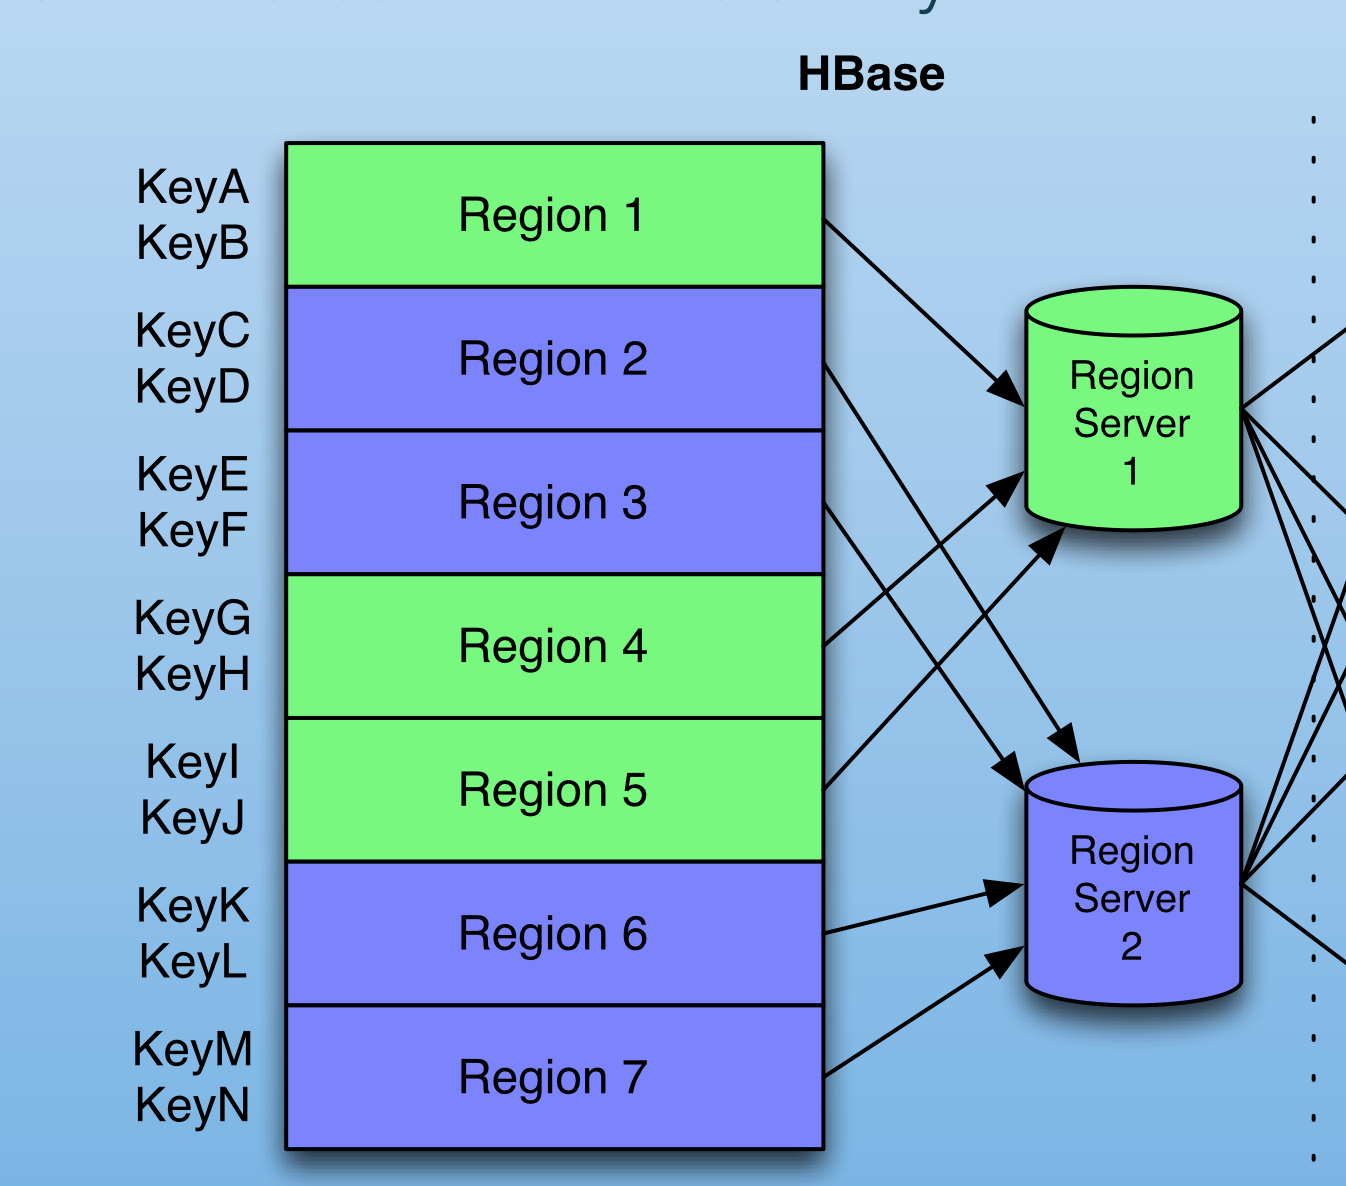 HBase
KeyA
KeyB
Region 1
KeyC
KeyD
Region 2
KeyE
KeyF
Region 3
KeyG
KeyH
Region 4
KeyI
KeyJ
Region 5
KeyK
KeyL
Region 6
KeyM
KeyN
Region 7
Region
Server
1
Region
Server
2